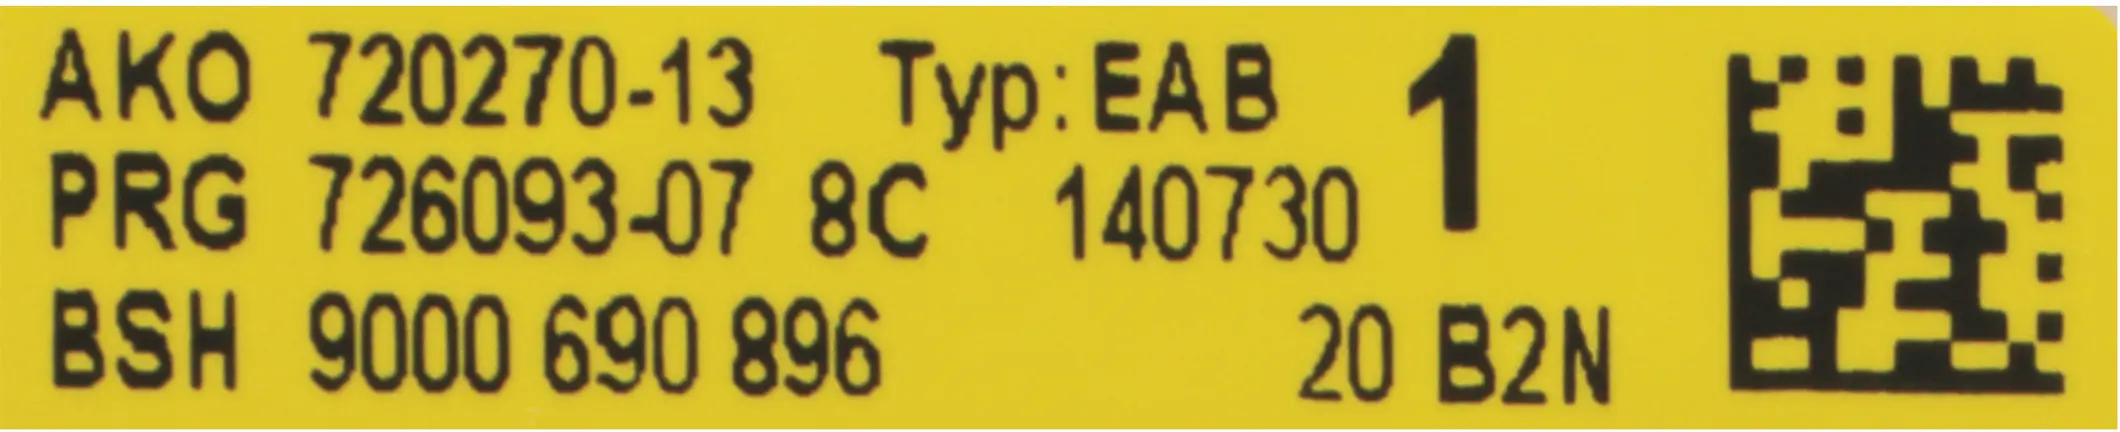 AKO 720270-13 Typ:EAB 1
PRG 726093-07 8C 140730
BSH 9000 690 896 20 B2N